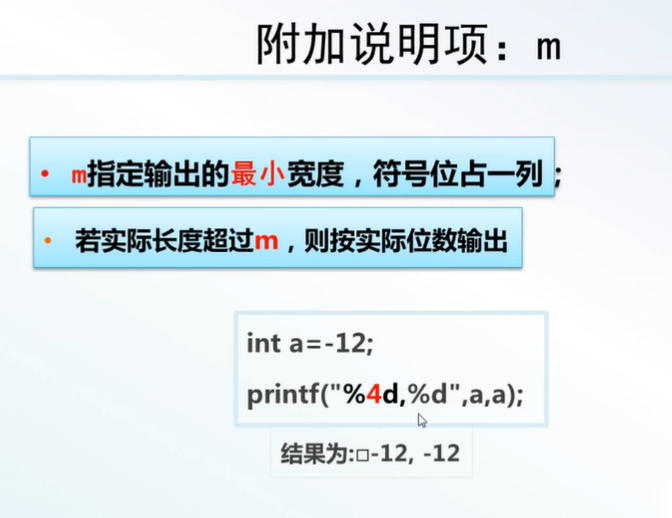 附加说明项：m
• m指定输出的最小宽度，符号位占一列；
• 若实际长度超过m，则按实际位数输出
int a=-12;
printf("%4d,%d",a,a);
结果为:□-12, -12